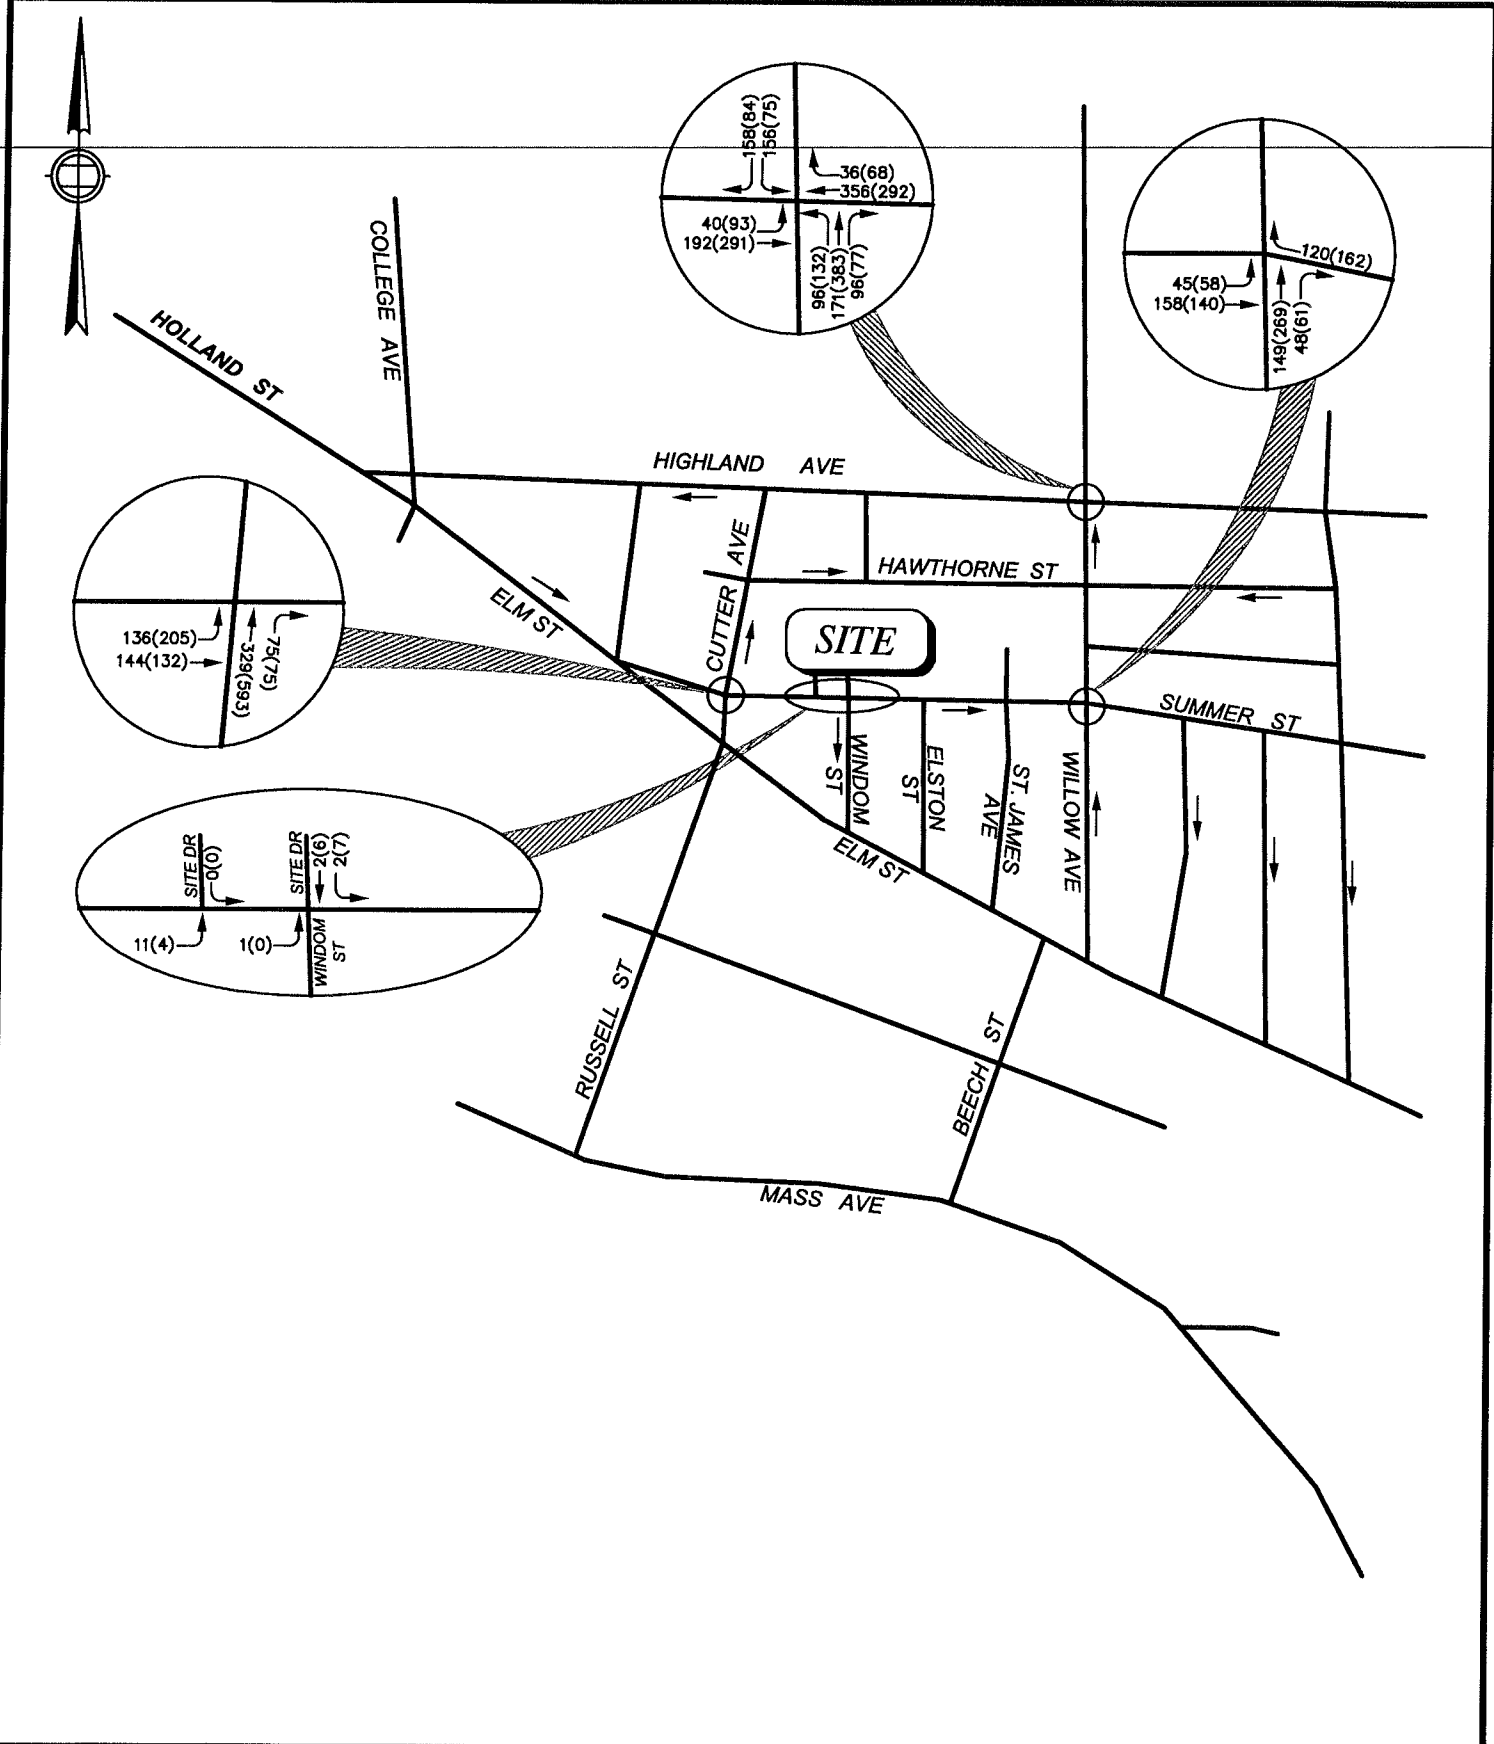 158(84)
156(75)
36(68)
356(292)
40(93)
192(291)
96(132)
171(383)
96(77)
120(162)
45(58)
158(140)
149(269)
48(61)
COLLEGE AVE
HOLLAND ST
HIGHLAND AVE
CUTTER AVE
HAWTHORNE ST
ELM ST
SITE
136(205)
144(132)
329(593)
75(75)
SUMMER ST
WINDOM
ST
ELSTON
ST
ST. JAMES
AVE
WILLOW AVE
ELM ST
SITE DR
0(0)
SITE DR
2(6)
2(7)
11(4)
1(0)
WINDOM
ST
RUSSELL ST
BEECH ST
MASS AVE